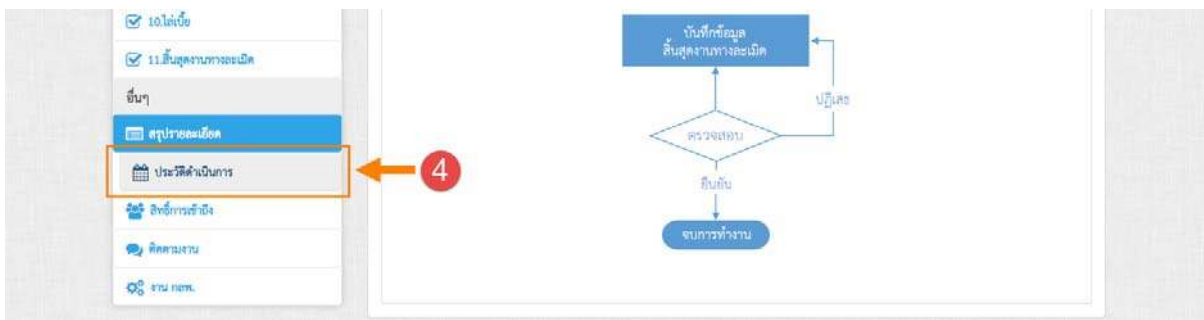 10.ไล่เบี้ย
11.สิ้นสุดงานทางละเมิด
อื่นๆ
สรุปรายละเอียด
ประวัติดำเนินการ
สิทธิ์การเข้าถึง
ติดตามงาน
งาน กลพ.
4
บันทึกข้อมูล
สิ้นสุดงานทางละเมิด
ปฏิเสธ
ตรวจสอบ
ยืนยัน
จบการทำงาน